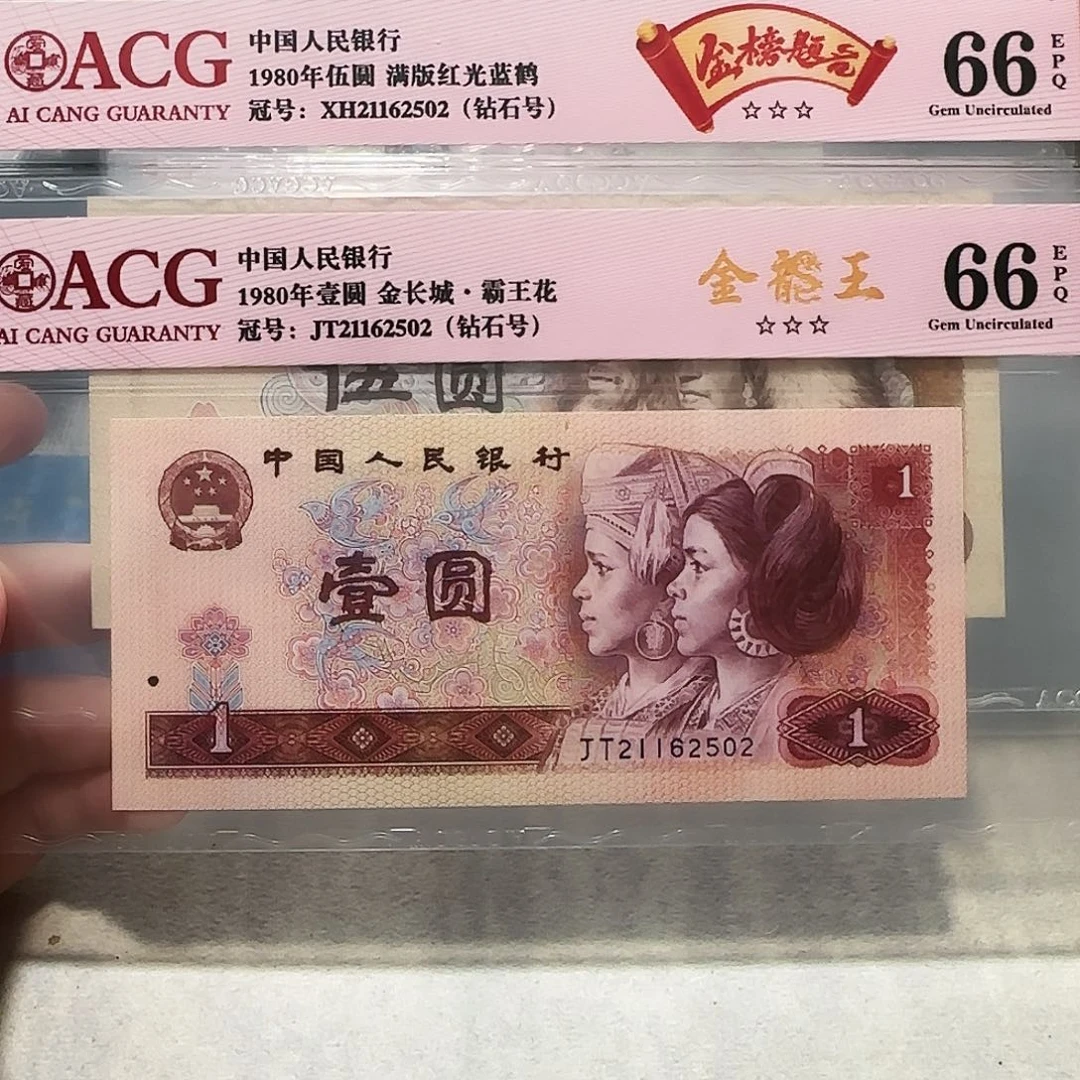 ACG
AI CANG GUARANTY
中国人民银行
1980年伍圆 满版红光蓝鹤
冠号：XH21162502（钻石号）
金榜题名
☆☆☆
66
EPQ
Gem Uncirculated
ACG
AI CANG GUARANTY
中国人民银行
1980年壹圆 金长城·霸王花
冠号：JT21162502（钻石号）
金龍王
☆☆☆
66
EPQ
Gem Uncirculated
伍圆
中国人民银行
1
壹圆
1
JT21162502
1